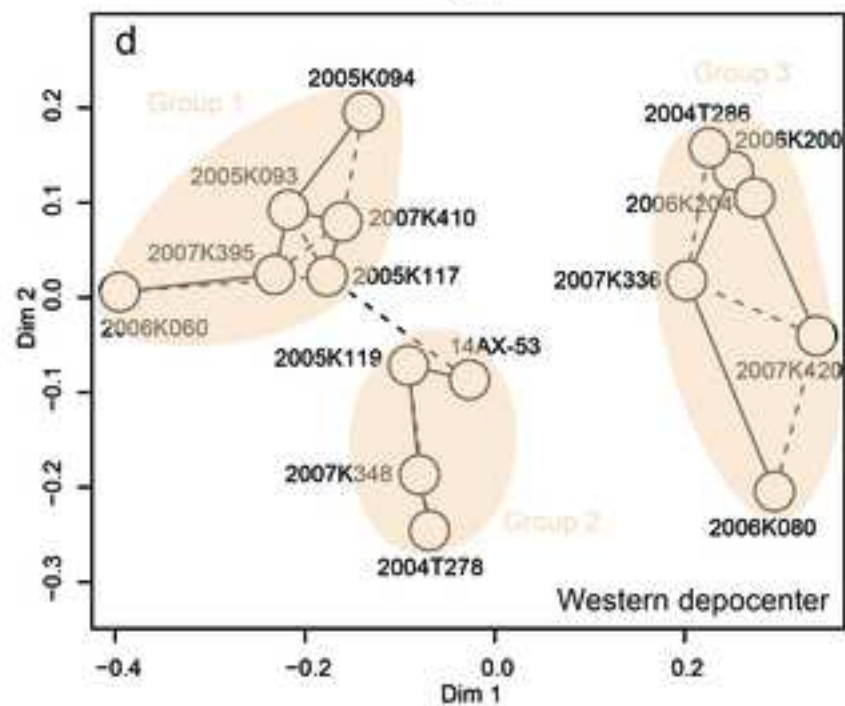 d
2005K094
Group 1
Group 3
2004T286
2006K200
2005K093
2007K410
2006K204
2007K395
2005K117
2007K336
2006K060
2005K119
14AX-53
2007K420
2007K348
Group 2
2006K080
2004T278
Western depocenter
0.2
0.1
0.0
−0.1
−0.2
−0.3
Dim 2
−0.4
−0.2
0.0
0.2
Dim 1